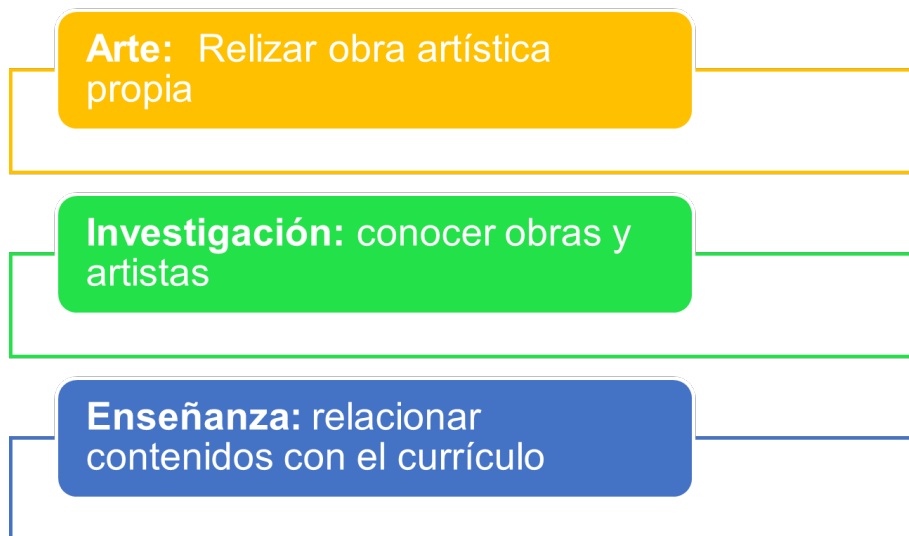 Arte: Relizar obra artística
propia
Investigación: conocer obras y
artistas
Enseñanza: relacionar
contenidos con el currículo